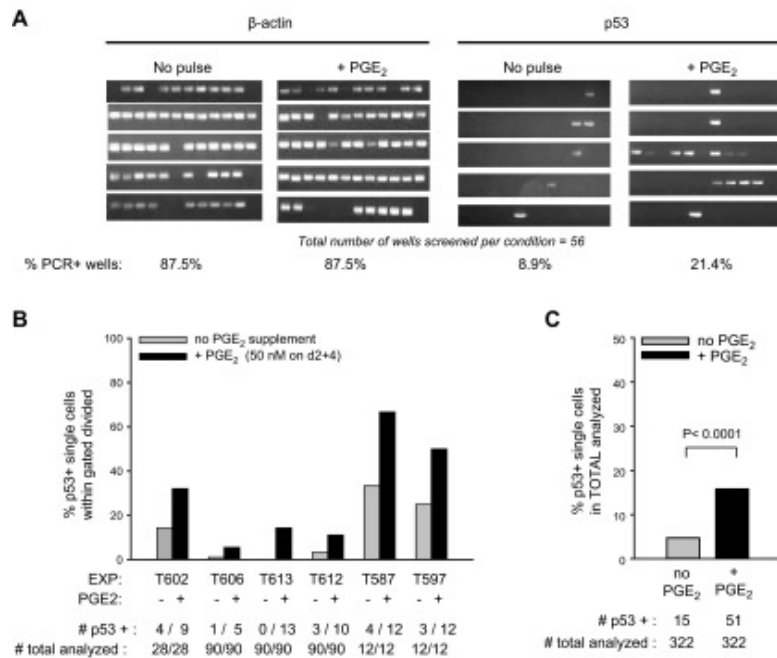 A
β-actin
p53
No pulse
+ PGE₂
No pulse
+ PGE₂
Total number of wells screened per condition = 56
% PCR+ wells: 87.5% 87.5% 8.9% 21.4%
B
no PGE₂ supplement
+ PGE₂ (50 nM on d2+4)
% p53+ single cells
within gated divided
100
80
60
40
20
0
EXP: T602 T606 T613 T612 T587 T597
PGE2: - + - + - + - + - + - +
# p53 + : 4 / 9 1 / 5 0 / 13 3 / 10 4 / 12 3 / 12
# total analyzed : 28/28 90/90 90/90 90/90 12/12 12/12
C
no PGE₂
+ PGE₂
% p53+ single cells
in TOTAL analyzed
50
40
30
20
10
0
P< 0.0001
no
PGE₂
+
PGE₂
# p53 + : 15 51
# total analyzed : 322 322